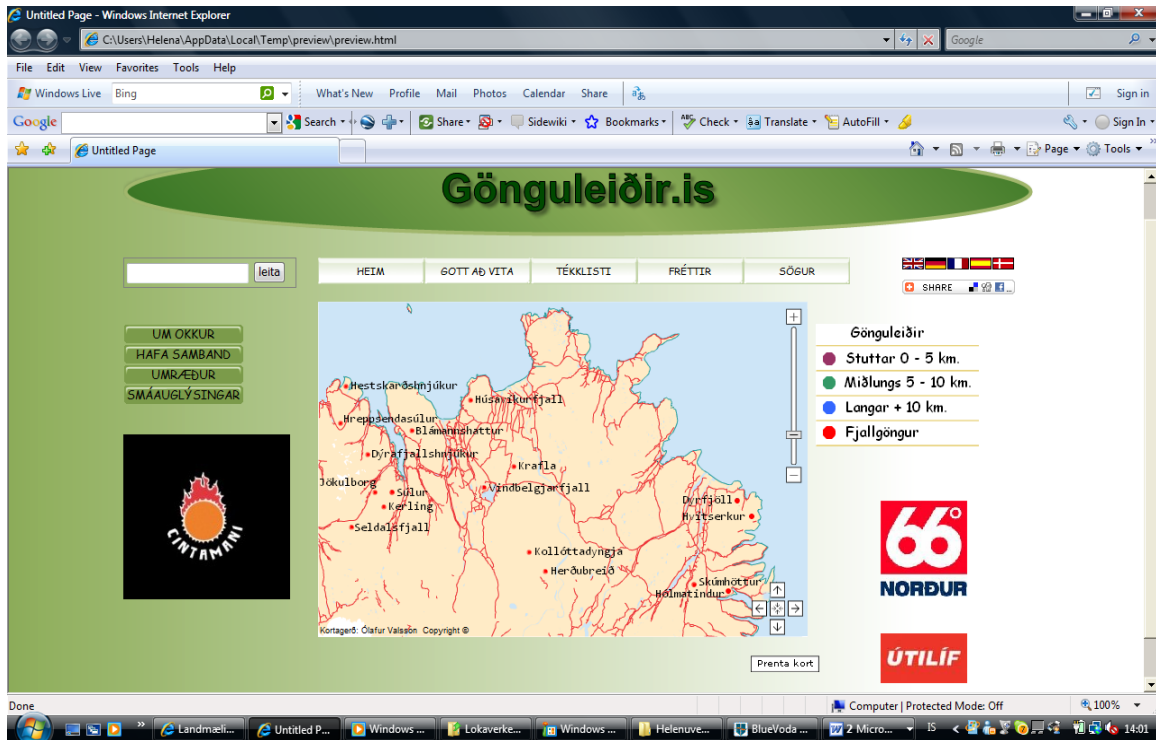 Untitled Page - Windows Internet Explorer
C:\Users\Helena\AppData\Local\Temp\preview\preview.html
Google
File Edit View Favorites Tools Help
Windows Live Bing What's New Profile Mail Photos Calendar Share Sign in
Google Search Share Sidewiki Bookmarks Check Translate AutoFill Sign In
Untitled Page Page Tools
Gönguleiðir.is
leita
HEIM GOTT AÐ VITA TÉKKLISTI FRÉTTIR SÖGUR
SHARE
UM OKKUR
HAFA SAMBAND
UMRÆÐUR
SMÁAUGLÝSINGAR
CINTAMANI
Hestskarðshnjúkur
Húsavíkurfjall
Hreppsendasúlur
Blámannshattur
Dýrafjallshnjúkur
Krafla
Jökulborg
Súlur
Vindbelgjarfjall
Kerling
Dyrfjöll
Hvítserkur
Seldalsfjall
Kollóttadyngja
Herðubreið
Skúmhöttur
Hólmatindur
Kortagerð: Ólafur Valsson Copyright ©
Prenta kort
Gönguleiðir
Stuttar 0 - 5 km.
Miðlungs 5 - 10 km.
Langar + 10 km.
Fjallgöngur
66°
NORÐUR
ÚTILÍF
Done Computer | Protected Mode: Off 100%
Landmæli... Untitled P... Windows ... Lokaverke... Windows ... Helenuve... BlueVoda ... 2 Micro... IS 14:01